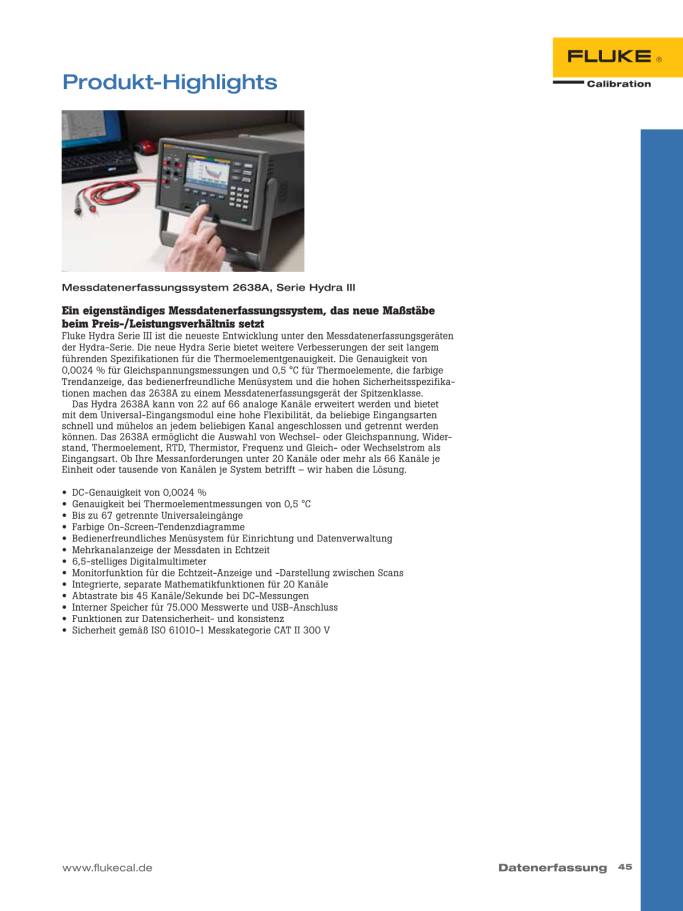 FLUKE ®
Calibration
Produkt-Highlights
Messdatenerfassungssystem 2638A, Serie Hydra III
Ein eigenständiges Messdatenerfassungssystem, das neue Maßstäbe
beim Preis-/Leistungsverhältnis setzt
Fluke Hydra Serie III ist die neueste Entwicklung unter den Messdatenerfassungsgeräten
der Hydra-Serie. Die neue Hydra Serie bietet weitere Verbesserungen der seit langem
führenden Spezifikationen für die Thermoelementgenauigkeit. Die Genauigkeit von
0,0024 % für Gleichspannungsmessungen und 0,5 °C für Thermoelemente, die farbige
Trendanzeige, das bedienerfreundliche Menüsystem und die hohen Sicherheitsspezifika-
tionen machen das 2638A zu einem Messdatenerfassungsgerät der Spitzenklasse.
Das Hydra 2638A kann von 22 auf 66 analoge Kanäle erweitert werden und bietet
mit dem Universal-Eingangsmodul eine hohe Flexibilität, da beliebige Eingangsarten
schnell und mühelos an jedem beliebigen Kanal angeschlossen und getrennt werden
können. Das 2638A ermöglicht die Auswahl von Wechsel- oder Gleichspannung, Wider-
stand, Thermoelement, RTD, Thermistor, Frequenz und Gleich- oder Wechselstrom als
Eingangsart. Ob Ihre Messanforderungen unter 20 Kanäle oder mehr als 66 Kanäle je
Einheit oder tausende von Kanälen je System betrifft – wir haben die Lösung.
• DC-Genauigkeit von 0,0024 %
• Genauigkeit bei Thermoelementmessungen von 0,5 °C
• Bis zu 67 getrennte Universaleingänge
• Farbige On-Screen-Tendenzdiagramme
• Bedienerfreundliches Menüsystem für Einrichtung und Datenverwaltung
• Mehrkanalanzeige der Messdaten in Echtzeit
• 6,5-stelliges Digitalmultimeter
• Monitorfunktion für die Echtzeit-Anzeige und -Darstellung zwischen Scans
• Integrierte, separate Mathematikfunktionen für 20 Kanäle
• Abtastrate bis 45 Kanäle/Sekunde bei DC-Messungen
• Interner Speicher für 75.000 Messwerte und USB-Anschluss
• Funktionen zur Datensicherheit- und konsistenz
• Sicherheit gemäß ISO 61010-1 Messkategorie CAT II 300 V
www.flukecal.de
Datenerfassung 45